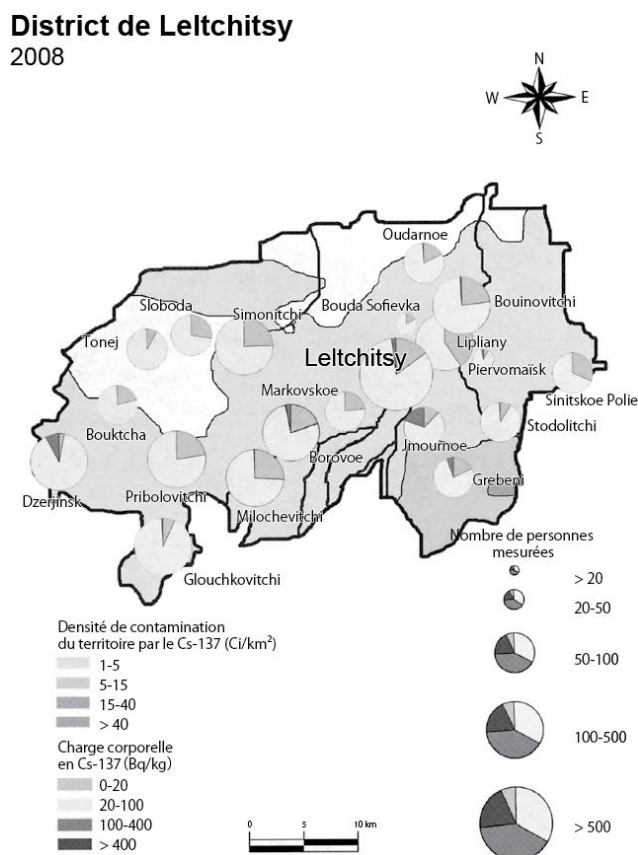 District de Leltchitsy
2008
N
W E
S
Oudarnoe
Sloboda
Simonitchi
Bouda Sofievka
Bouinovitchi
Tonej
Lipliany
Leltchitsy
Piervomaïsk
Markovskoe
Sinitskoe Polie
Bouktcha
Stodolitchi
Borovoe
Jmournoe
Dzerjinsk
Pribolovitchi
Grebeni
Milochevitchi
Glouchkovitchi
Nombre de personnes
mesurées
> 20
20-50
50-100
100-500
> 500
Densité de contamination
du territoire par le Cs-137 (Ci/km²)
1-5
5-15
15-40
> 40
Charge corporelle
en Cs-137 (Bq/kg)
0-20
20-100
100-400
> 400
0 5 10 km